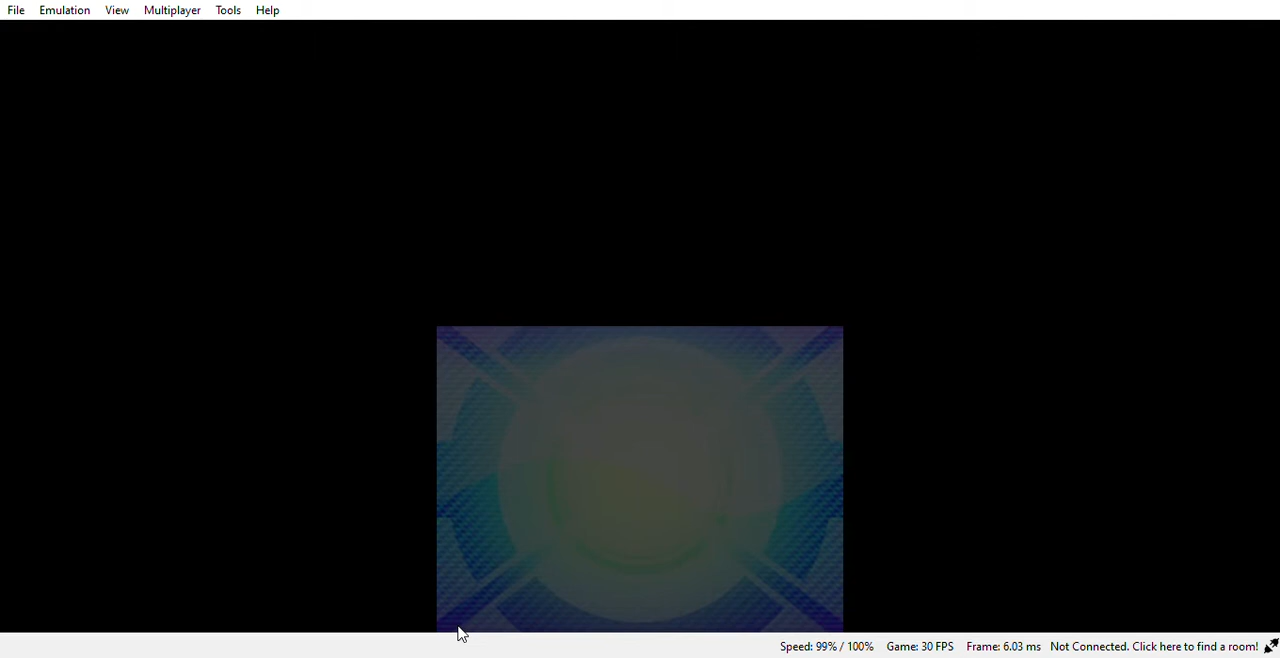 File Emulation View Multiplayer Tools Help
Speed: 99% / 100% Game: 30 FPS Frame: 6.03 ms Not Connected. Click here to find a room!